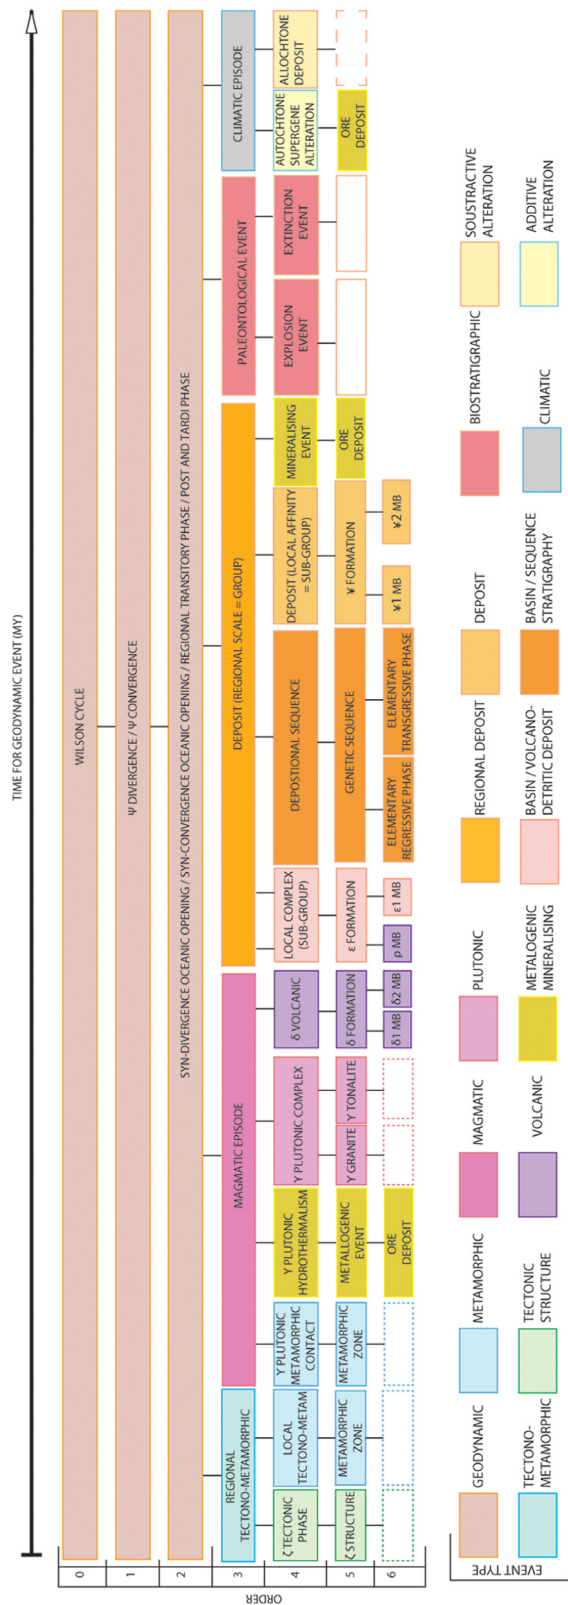 TIME FOR GEODYNAMIC EVENT (MY)
ORDER
0
WILSON CYCLE
1
Ψ DIVERGENCE / Ψ CONVERGENCE
2
SYN-DIVERGENCE OCEANIC OPENING / SYN-CONVERGENCE OCEANIC OPENING / REGIONAL TRANSITORY PHASE / POST AND TARDI PHASE
3
REGIONAL
TECTONO-METAMORPHIC
MAGMATIC EPISODE
DEPOSIT (REGIONAL SCALE = GROUP)
PALEONTOLOGICAL EVENT
CLIMATIC EPISODE
4
ζ TECTONIC
PHASE
LOCAL
TECTONO-METAM
Y PLUTONIC
METAMORPHIC
CONTACT
Y PLUTONIC
HYDROTHERMALISM
Y PLUTONIC COMPLEX
δ VOLCANIC
LOCAL COMPLEX
(SUB-GROUP)
DEPOSTIONAL SEQUENCE
DEPOSIT (LOCAL AFFINITY
= SUB-GROUP)
MINERALISING
EVENT
EXPLOSION
EVENT
EXTINCTION
EVENT
AUTOCHTONE
SUPERGENE
ALTERATION
ALLOCHTONE
DEPOSIT
5
ζ STRUCTURE
METAMORPHIC
ZONE
METAMORPHIC
ZONE
METALLOGENIC
EVENT
Y GRANITE
Y TONALITE
δ FORMATION
ε FORMATION
GENETIC SEQUENCE
¥ FORMATION
ORE
DEPOSIT
ORE
DEPOSIT
6
ORE
DEPOSIT
δ1 MB
δ2 MB
ρ MB
ε1 MB
ELEMENTARY
REGRESSIVE PHASE
ELEMENTARY
TRANSGRESSIVE PHASE
¥1 MB
¥2 MB
EVENT TYPE
GEODYNAMIC
METAMORPHIC
MAGMATIC
PLUTONIC
REGIONAL DEPOSIT
DEPOSIT
BIOSTRATIGRAPHIC
SOUSTRACTIVE
ALTERATION
TECTONO-
METAMORPHIC
TECTONIC
STRUCTURE
VOLCANIC
METALOGENIC
MINERALISING
BASIN / VOLCANO-
DETRITIC DEPOSIT
BASIN / SEQUENCE
STRATIGRAPHY
CLIMATIC
ADDITIVE
ALTERATION